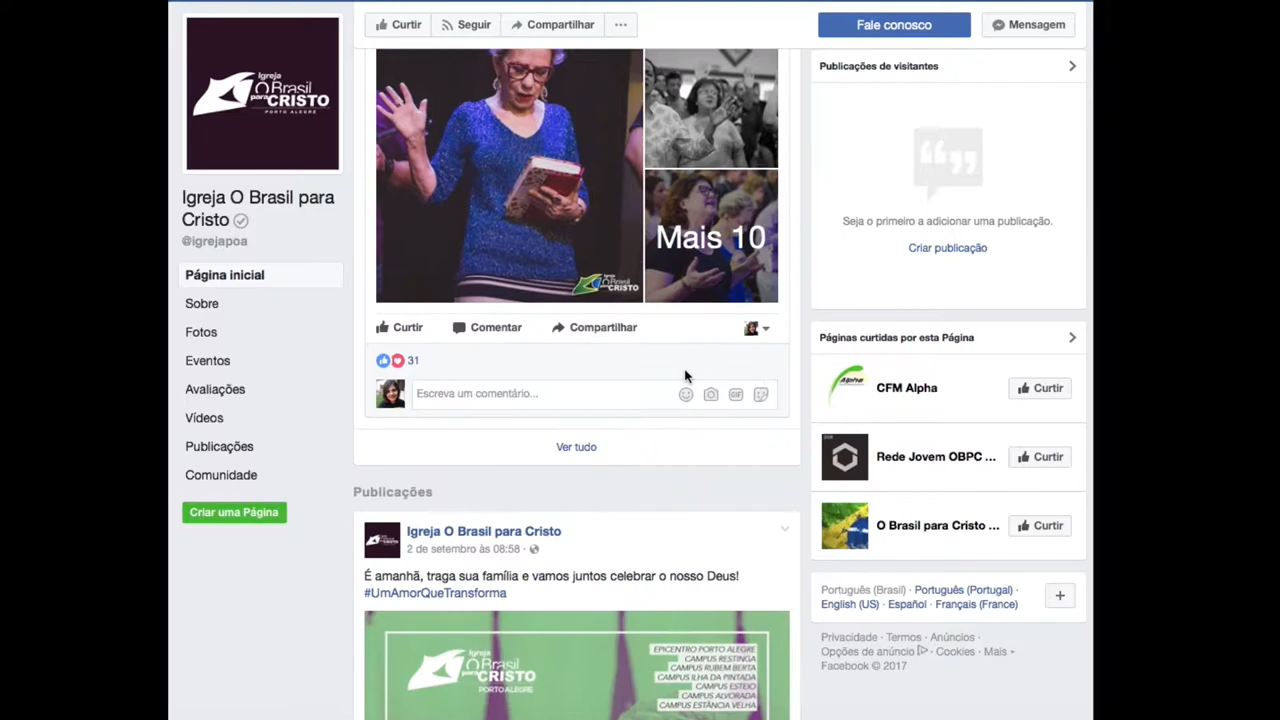 Igreja
O Brasil
para CRISTO
PORTO ALEGRE
Igreja O Brasil para
Cristo
@igrejapoa
Página inicial
Sobre
Fotos
Eventos
Avaliações
Vídeos
Publicações
Comunidade
Criar uma Página
Curtir Seguir Compartilhar ...
Mais 10
Igreja
O Brasil
para CRISTO
Curtir Comentar Compartilhar
31
Escreva um comentário... GIF
Ver tudo
Publicações
Igreja O Brasil para Cristo
2 de setembro às 08:58 ·
É amanhã, traga sua família e vamos juntos celebrar o nosso Deus!
#UmAmorQueTransforma
Igreja
O Brasil
para CRISTO
PORTO ALEGRE
EPICENTRO PORTO ALEGRE
CAMPUS RESTINGA
CAMPUS RUBEM BERTA
CAMPUS ILHA DA PINTADA
CAMPUS ESTEIO
CAMPUS ALVORADA
CAMPUS ESTÂNCIA VELHA
Fale conosco Mensagem
Publicações de visitantes
Seja o primeiro a adicionar uma publicação.
Criar publicação
Páginas curtidas por esta Página
Alpha
CFM Alpha Curtir
Rede Jovem OBPC ... Curtir
O Brasil para Cristo ... Curtir
Português (Brasil) · Português (Portugal) ·
English (US) · Español · Français (France)
Privacidade · Termos · Anúncios ·
Opções de anúncio · Cookies · Mais
Facebook © 2017